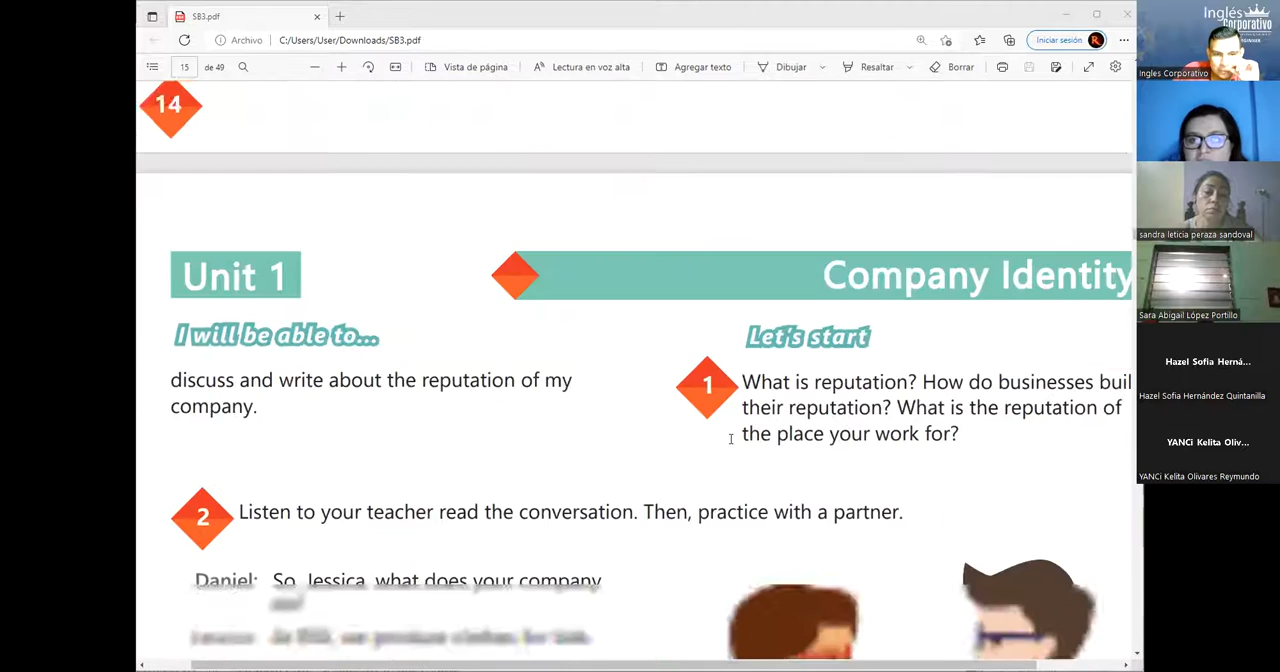 SB3.pdf
Archivo C:/Users/User/Downloads/SB3.pdf
Iniciar sesión R
15 de 49
Vista de página
Lectura en voz alta
Agregar texto
Dibujar
Resaltar
Borrar
14
Unit 1
Company Identity
I will be able to...
discuss and write about the reputation of my
company.
Let's start
1
What is reputation? How do businesses buil
their reputation? What is the reputation of
the place your work for?
2
Listen to your teacher read the conversation. Then, practice with a partner.
Daniel: So, Jessica, what does your company
Inglés
Corporativo
Ingles Corporativo
sandra leticia peraza sandoval
Sara Abigail López Portillo
Hazel Sofia Herná...
Hazel Sofia Hernández Quintanilla
YANCi Kelita Oliv...
YANCi Kelita Olivares Reymundo